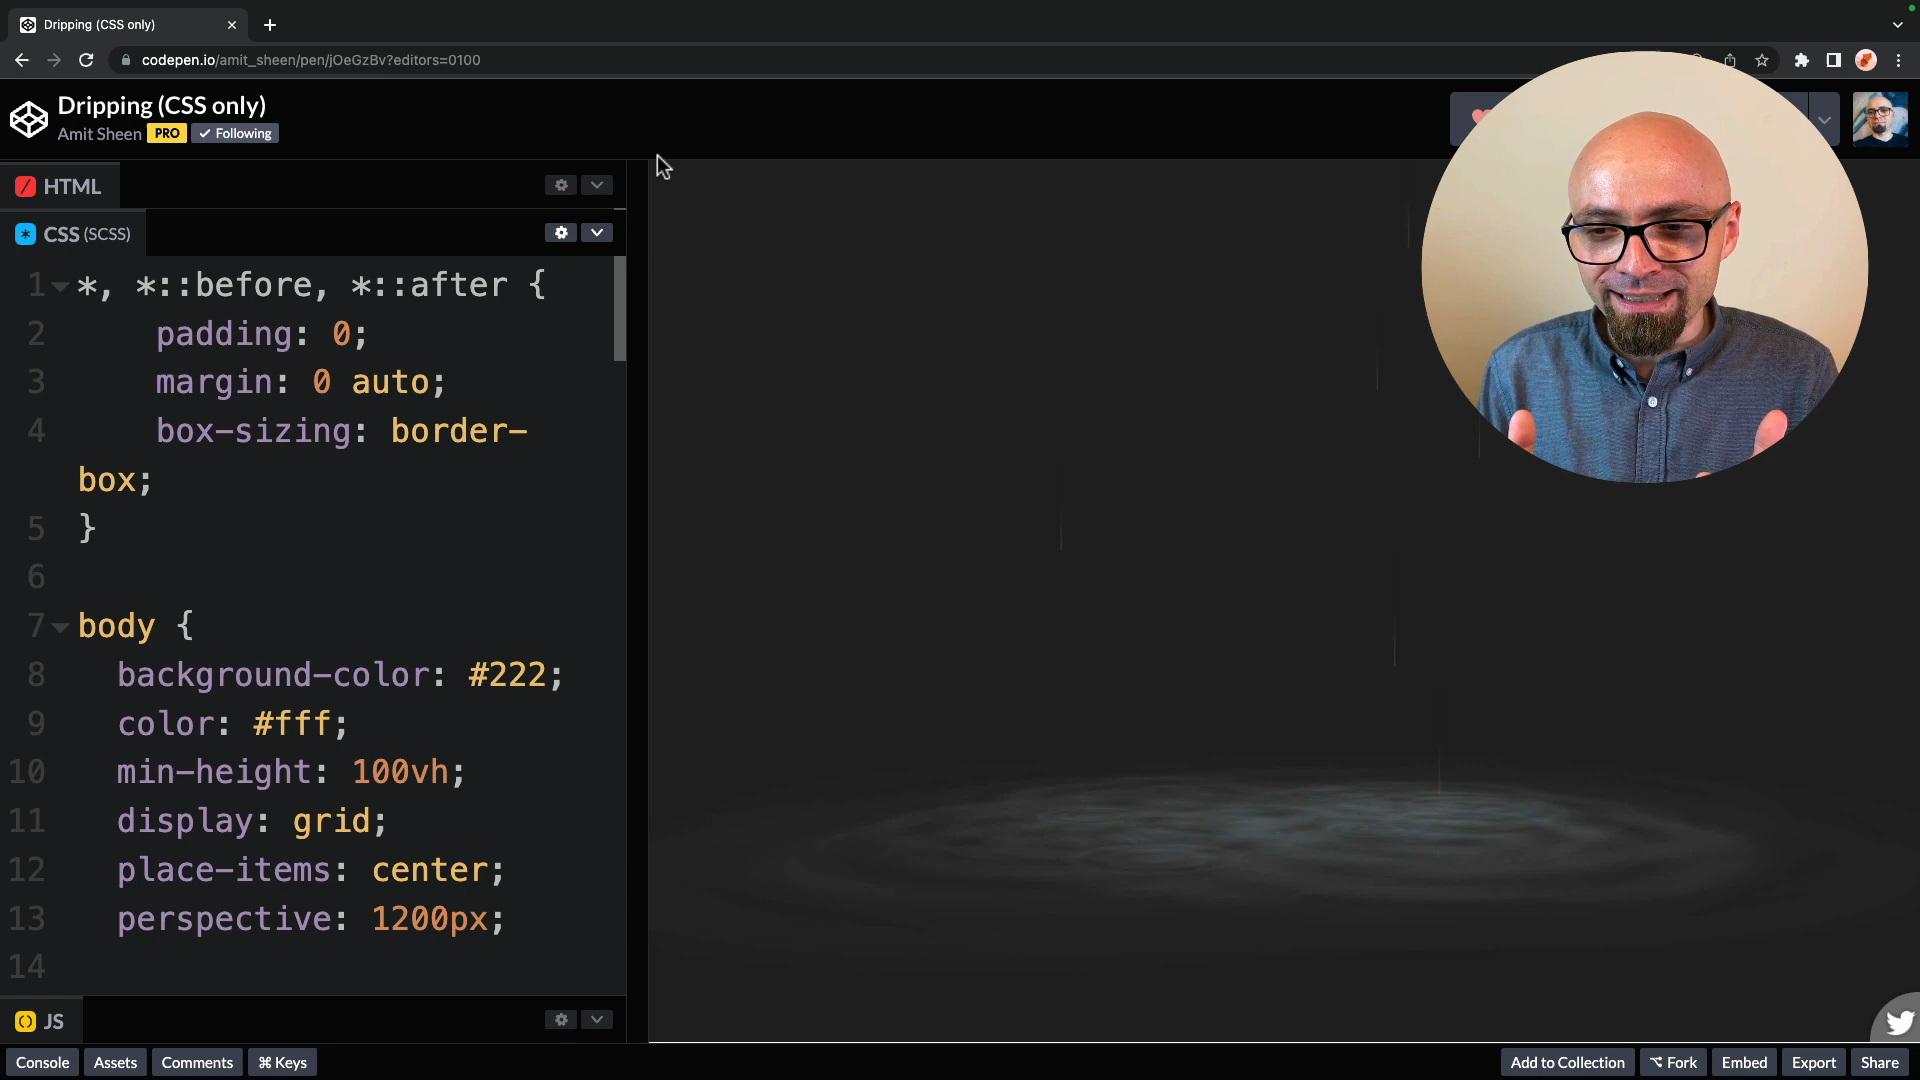 Dripping (CSS only)
codepen.io/amit_sheen/pen/jOeGzBv?editors=0100
Dripping (CSS only)
Amit Sheen PRO ✓ Following
HTML
CSS (SCSS)
1 *, *::before, *::after {
2 padding: 0;
3 margin: 0 auto;
4 box-sizing: border-
box;
5 }
6
7 body {
8 background-color: #222;
9 color: #fff;
10 min-height: 100vh;
11 display: grid;
12 place-items: center;
13 perspective: 1200px;
14
JS
Console Assets Comments ⌘ Keys Add to Collection ⌥ Fork Embed Export Share